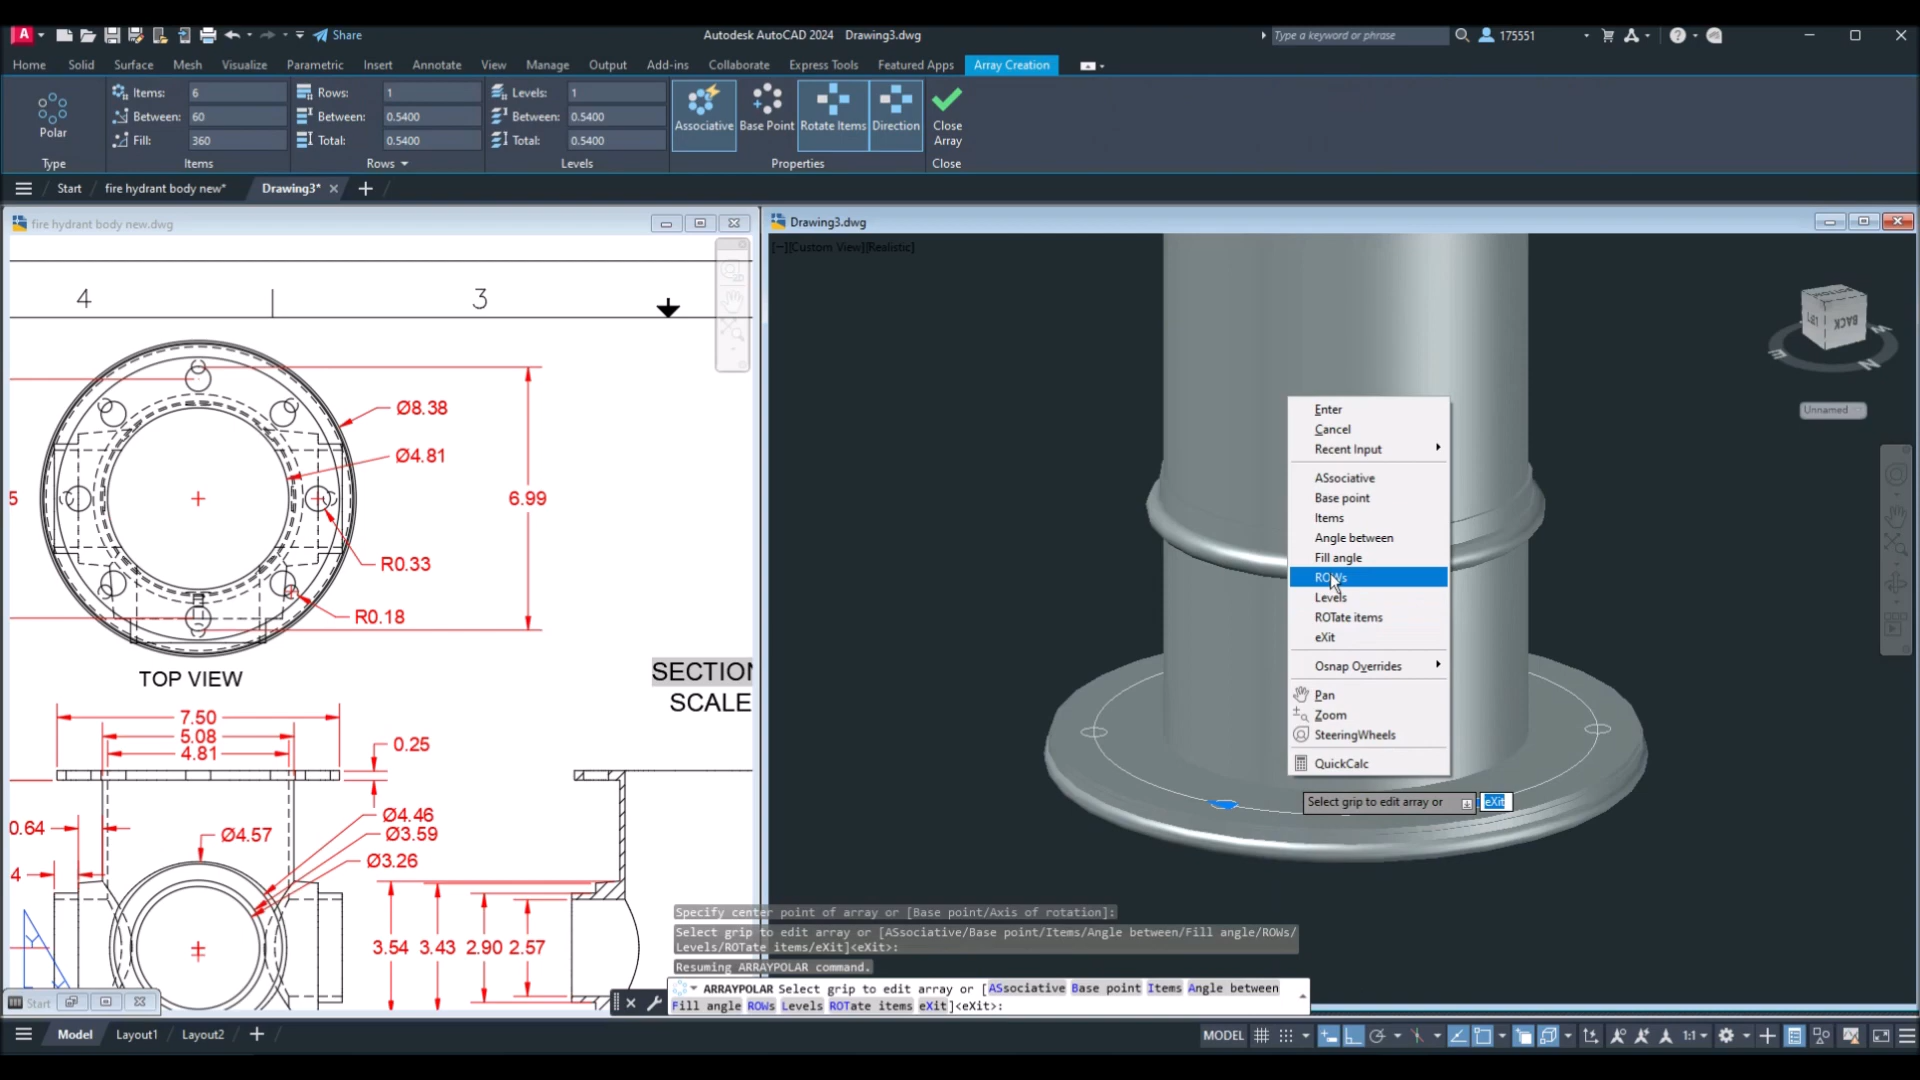 A Share Autodesk AutoCAD 2024 Drawing3.dwg Type a keyword or phrase 175551
Home Solid Surface Mesh Visualize Parametric Insert Annotate View Manage Output Add-ins Collaborate Express Tools Featured Apps Array Creation
Items: 6 Rows: 1 Levels: 1
Polar Between: 60 Between: 0.5400 Between: 0.5400 Associative Base Point Rotate Items Direction Close Array
Fill: 360 Total: 0.5400 Total: 0.5400
Type Items Rows Levels Properties Close
Start fire hydrant body new* Drawing3*
fire hydrant body new.dwg Drawing3.dwg
[−][Custom View][Realistic]
4 3
Ø8.38
Ø4.81
5 6.99
R0.33
R0.18
TOP VIEW
SECTION
SCALE
7.50
5.08
4.81
0.25
0.64
Ø4.57
Ø4.46
Ø3.59
Ø3.26
4
3.54 3.43 2.90 2.57
Y
BOTTOM
LEFT BACK
W
N
Unnamed
Enter
Cancel
Recent Input
ASsociative
Base point
Items
Angle between
Fill angle
ROWs
Levels
ROTate items
eXit
Osnap Overrides
Pan
Zoom
SteeringWheels
QuickCalc
Select grip to edit array or eXit
Specify center point of array or [Base point/Axis of rotation]:
Select grip to edit array or [ASsociative/Base point/Items/Angle between/Fill angle/ROWs/
Levels/ROTate items/eXit]<eXit>:
Resuming ARRAYPOLAR command.
ARRAYPOLAR Select grip to edit array or [ASsociative Base point Items Angle between
Fill angle ROWs Levels ROTate items eXit]<eXit>:
Start
Model Layout1 Layout2 MODEL 1:1